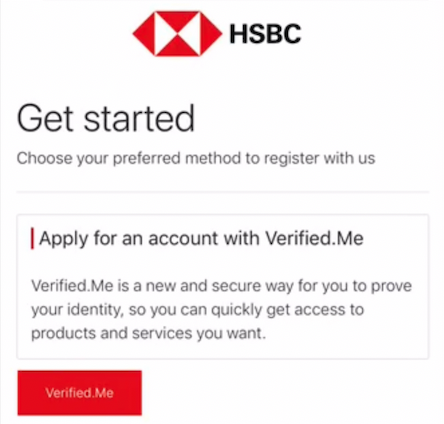 HSBC
Get started
Choose your preferred method to register with us
Apply for an account with Verified.Me
Verified.Me is a new and secure way for you to prove
your identity, so you can quickly get access to
products and services you want.
Verified.Me